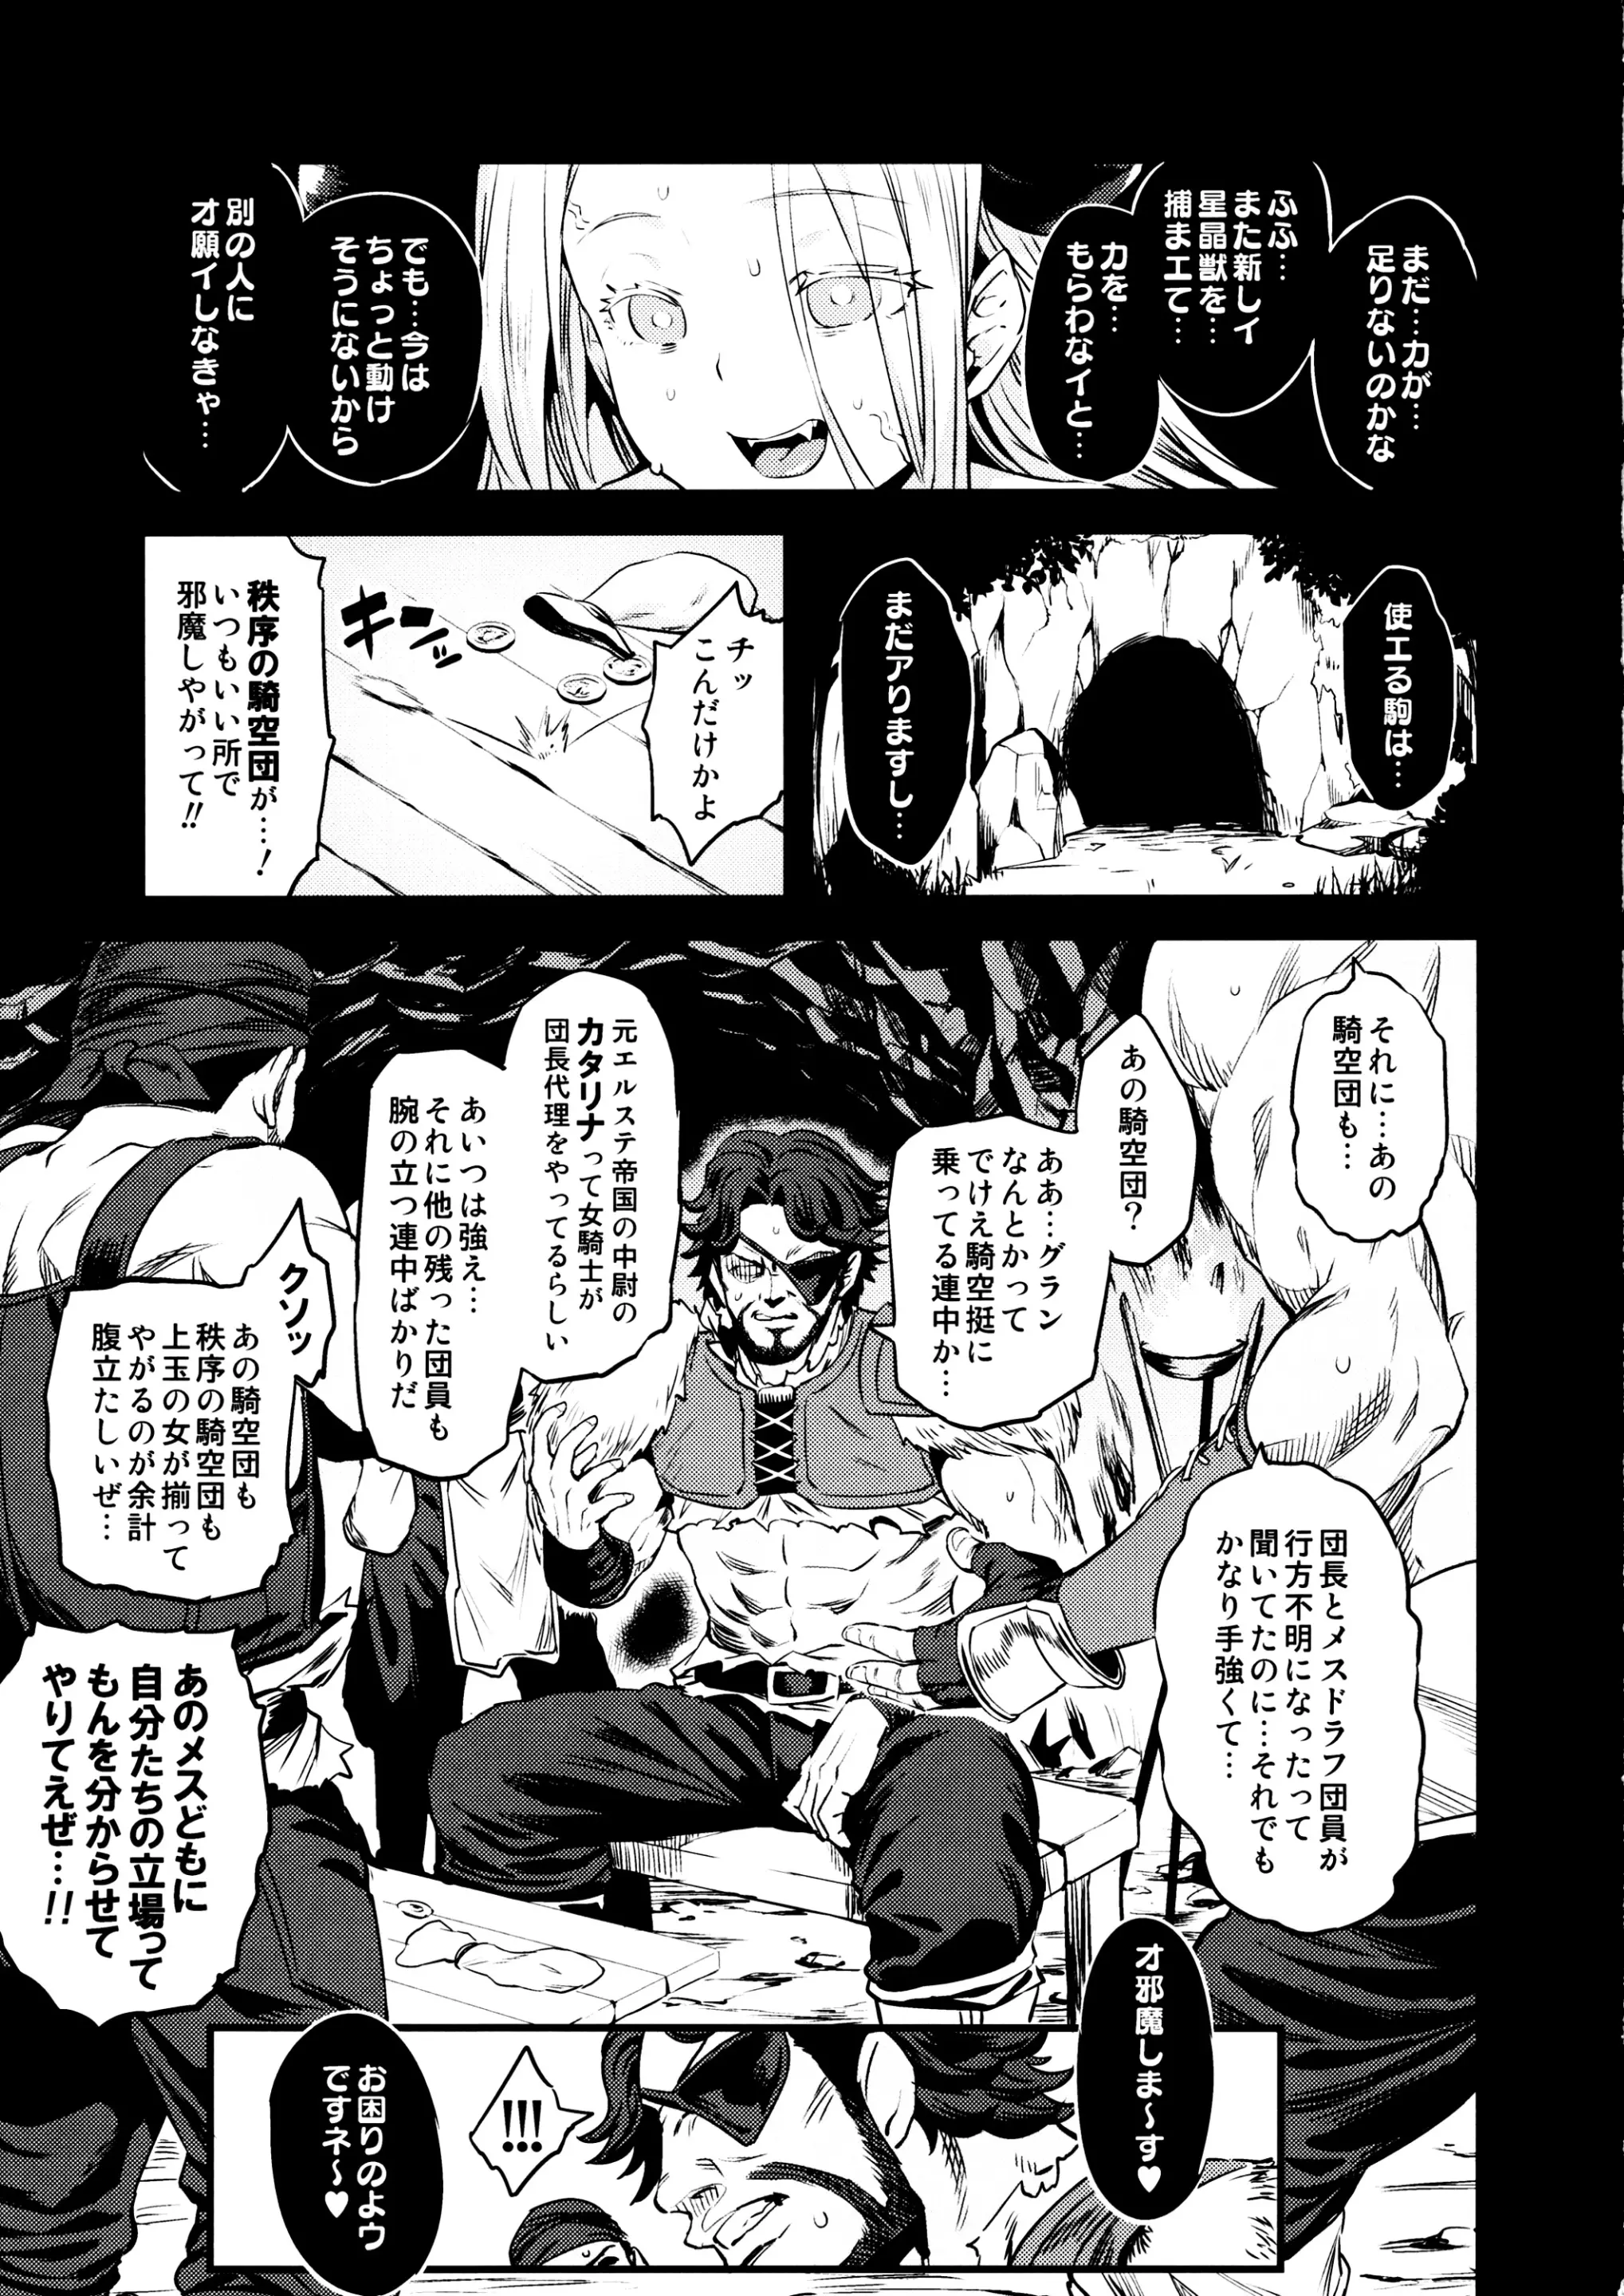 まだ…力が…
足りないのかな
ふふ…
また新しイ
星晶獣を…
捕まエて…
力を…
もらわなイと…
でも…今は
ちょっと動け
そうにないから
別の人に
オ願イしなきゃ…
使エる駒は…
まだアりますし…
チッ
こんだけかよ
キンッ
秩序の騎空団が…！
いつもいい所で
邪魔しやがって!!
それに…あの
騎空団も…
あの騎空団？
ああ…グラン
なんとかって
でけえ騎空挺に
乗ってる連中か…
団長とメスドラフ団員が
行方不明になったって
聞いてたのに…それでも
かなり手強くて…
元エルステ帝国の中尉の
カタリナって女騎士が
団長代理をやってるらしい
あいつは強え…
それに他の残った団員も
腕の立つ連中ばかりだ
クソッ
あの騎空団も
秩序の騎空団も
上玉の女が揃って
やがるのが余計
腹立たしいぜ…
あのメスどもに
自分たちの立場って
もんを分からせて
やりてえぜ…!!
オ邪魔しま〜す♥
!!!
お困りのよウ
ですネ〜♥